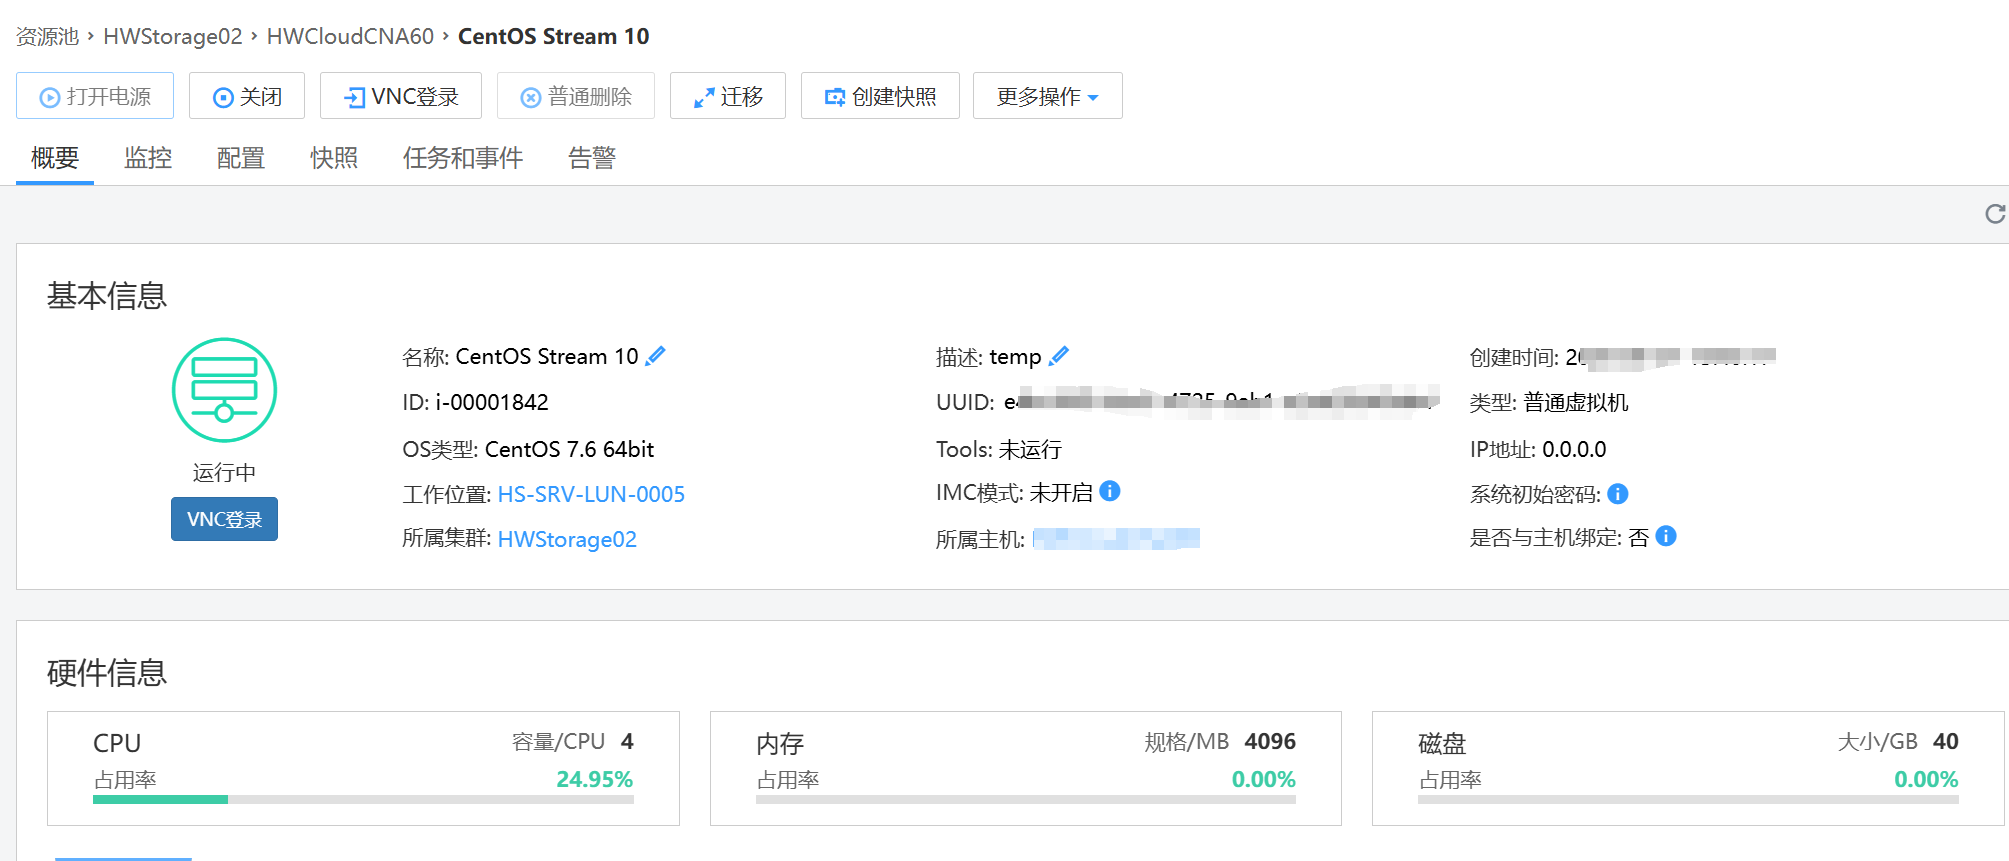 资源池 › HWStorage02 › HWCloudCNA60 › CentOS Stream 10
打开电源 关闭 VNC登录 普通删除 迁移 创建快照 更多操作
概要 监控 配置 快照 任务和事件 告警
基本信息
运行中
VNC登录
名称: CentOS Stream 10
ID: i-00001842
OS类型: CentOS 7.6 64bit
工作位置: HS-SRV-LUN-0005
所属集群: HWStorage02
描述: temp
UUID:
Tools: 未运行
IMC模式: 未开启
所属主机:
创建时间:
类型: 普通虚拟机
IP地址: 0.0.0.0
系统初始密码:
是否与主机绑定: 否
硬件信息
CPU 容量/CPU 4
占用率 24.95%
内存 规格/MB 4096
占用率 0.00%
磁盘 大小/GB 40
占用率 0.00%